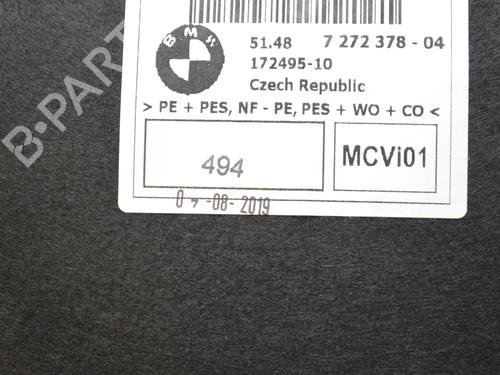 BMW
51.48 7 272 378 - 04
172495-10
Czech Republic
> PE + PES, NF - PE, PES + WO + CO <
494
MCVi01
-08-2019